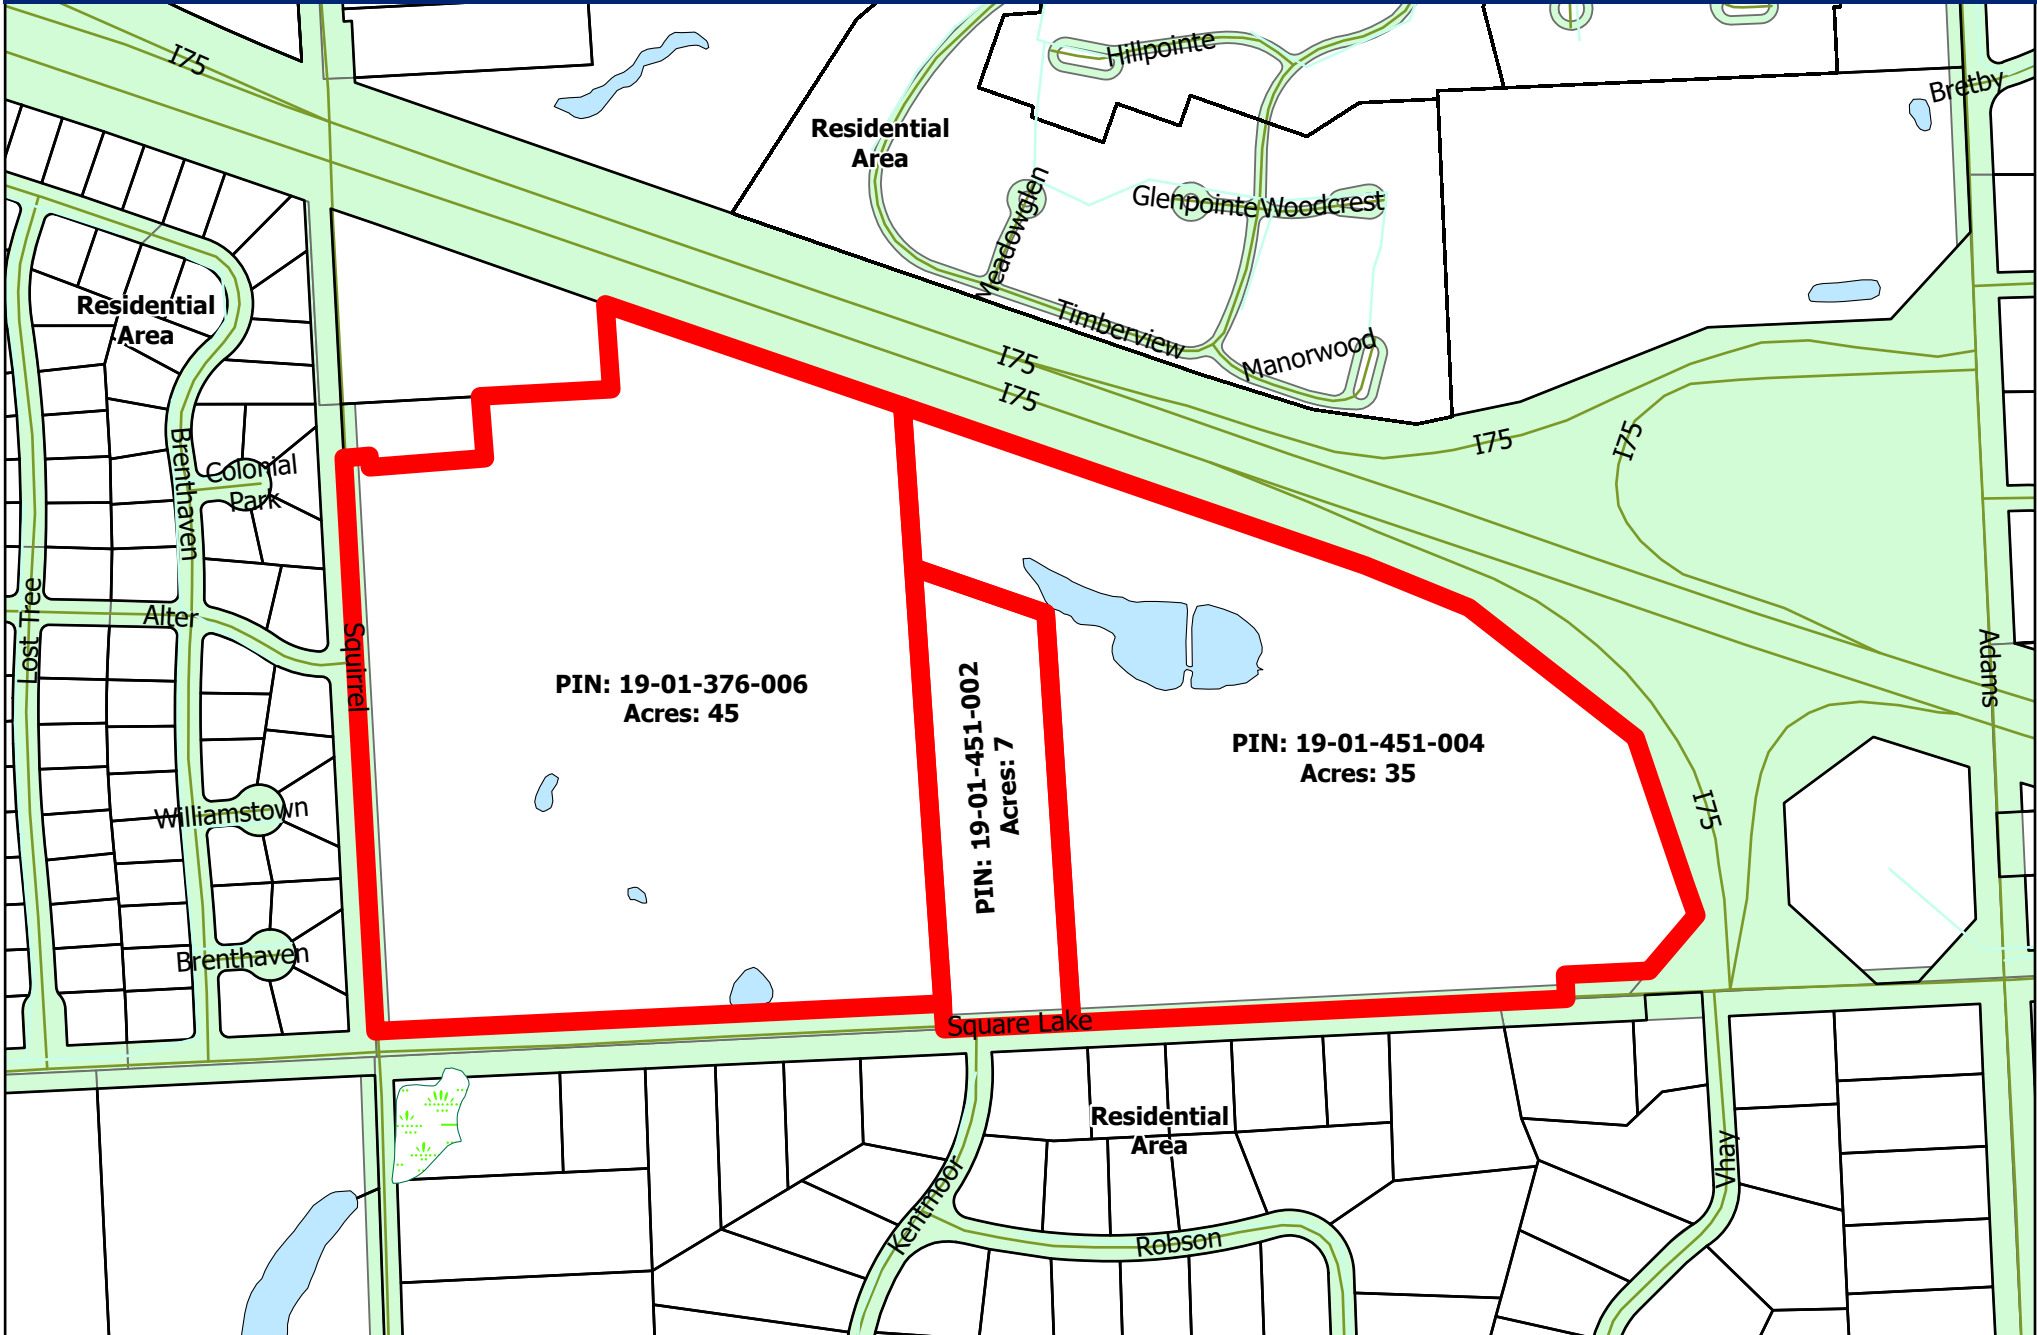 I75
Hillpointe
Bretby
Residential
Area
Meadowglen
Glenpointe
Woodcrest
Residential
Area
Timberview
Manorwood
I75
I75
I75
I75
Brenthaven
Colonial
Park
Lost Tree
Alter
Squirrel
Adams
PIN: 19-01-376-006
Acres: 45
PIN: 19-01-451-002
Acres: 7
PIN: 19-01-451-004
Acres: 35
I75
Williamstown
Brenthaven
Square Lake
Residential
Area
Kentmoor
Robson
Vhay